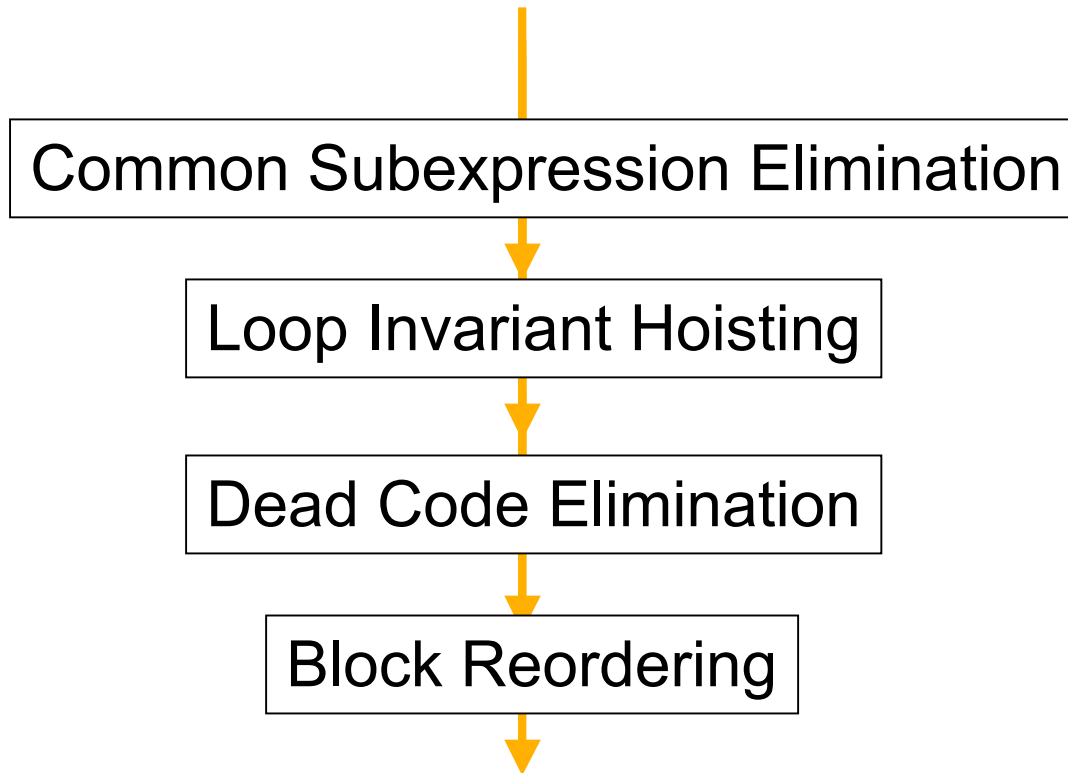 Common Subexpression Elimination
Loop Invariant Hoisting
Dead Code Elimination
Block Reordering